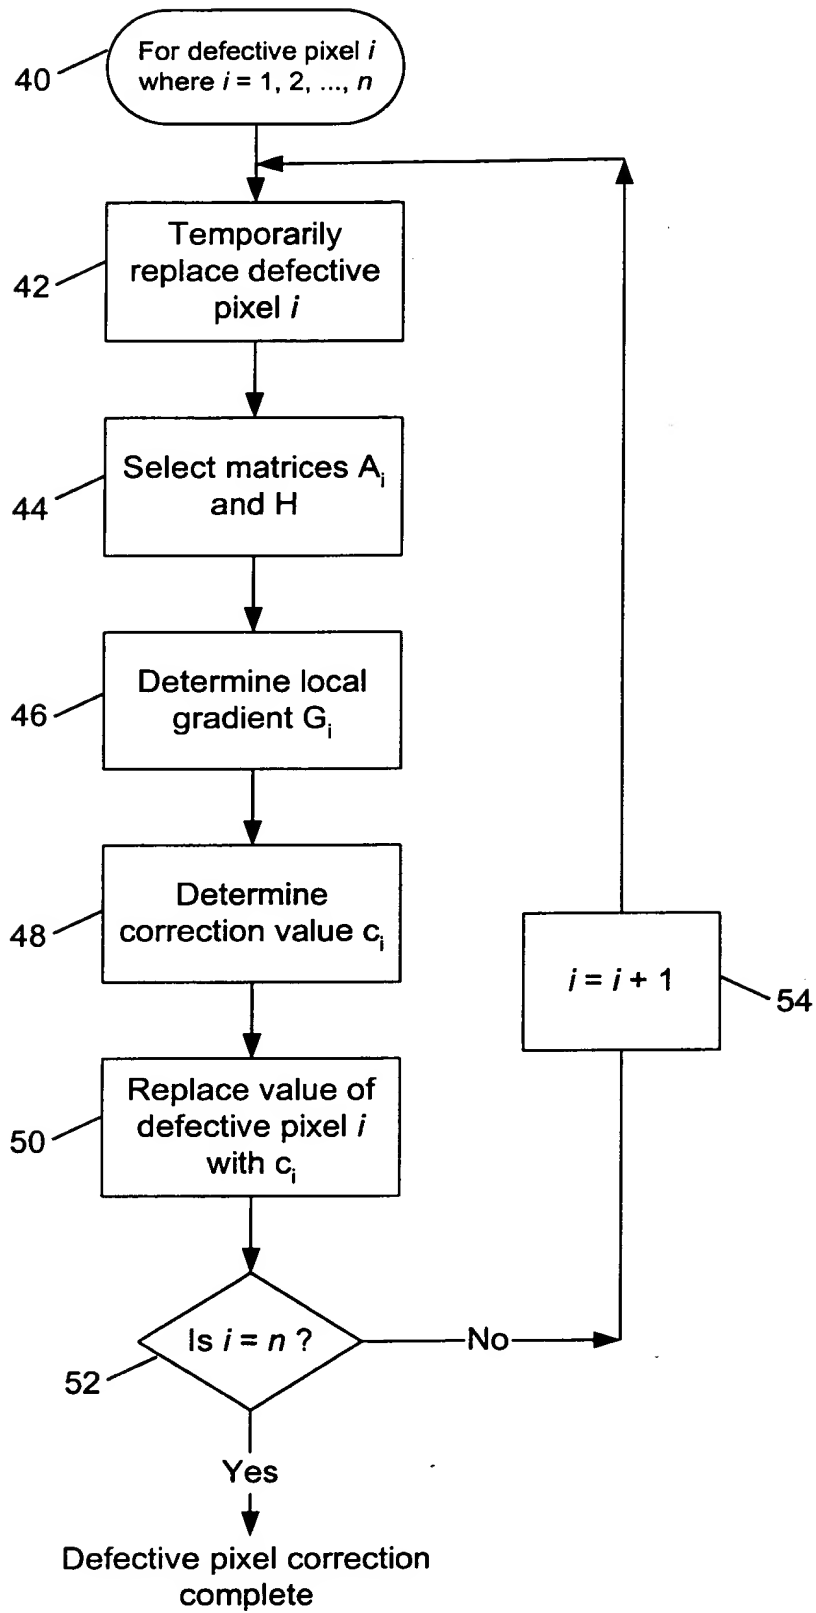 For defective pixel i
where i = 1, 2, ..., n
40
Temporarily
replace defective
pixel i
42
Select matrices Aᵢ
and H
44
Determine local
gradient Gᵢ
46
Determine
correction value cᵢ
48
i = i + 1
54
Replace value of
defective pixel i
with cᵢ
50
Is i = n ?
No
52
Yes
Defective pixel correction
complete